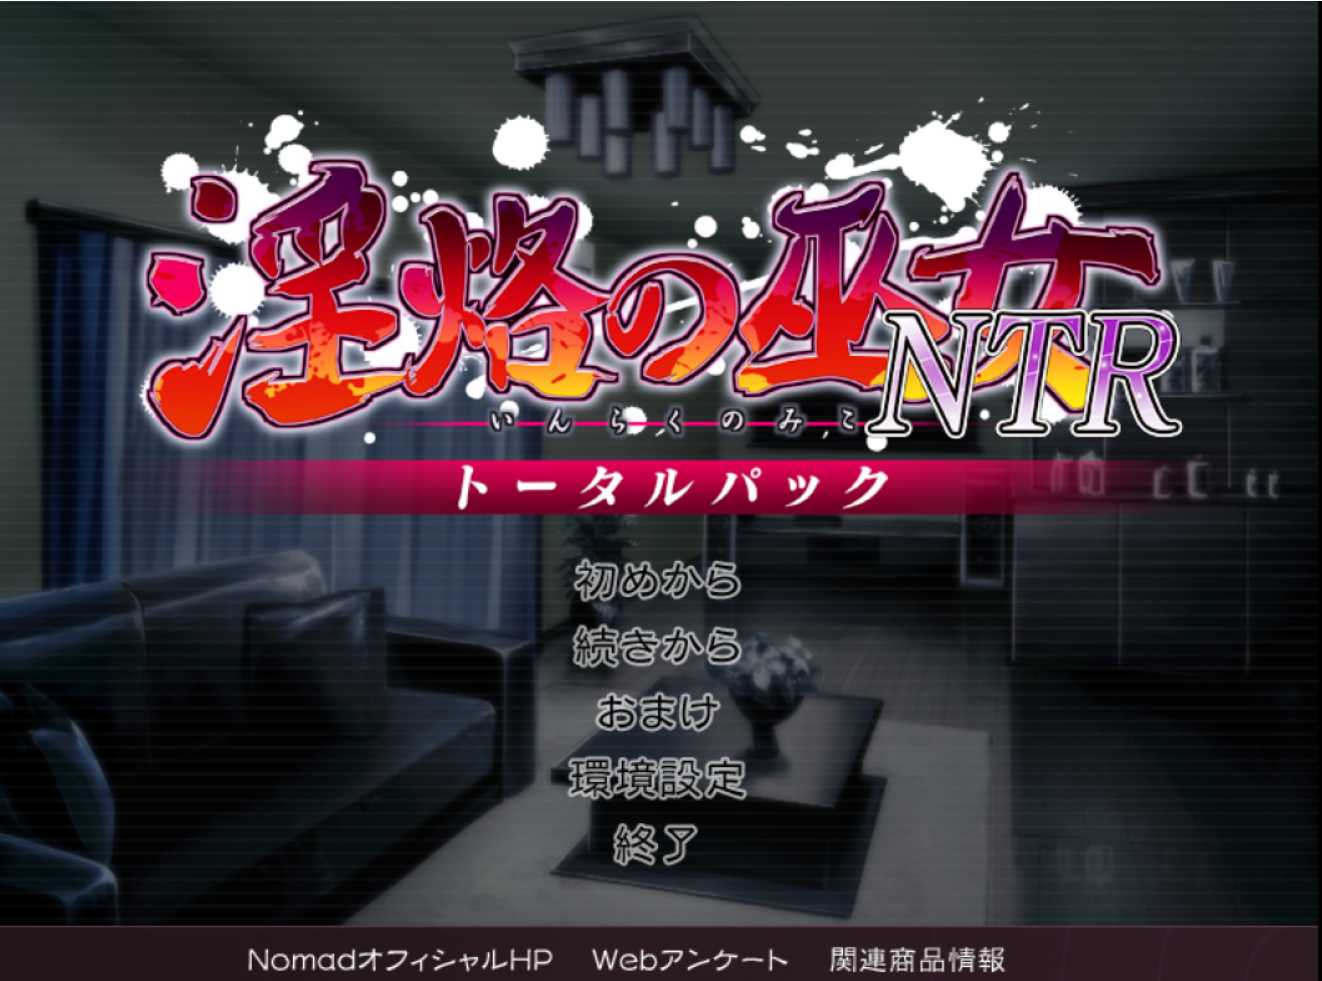 淫烙の巫女NTR
いんらくのみこ
トータルパック
初めから
続きから
おまけ
環境設定
終了
NomadオフィシャルHP Webアンケート 関連商品情報